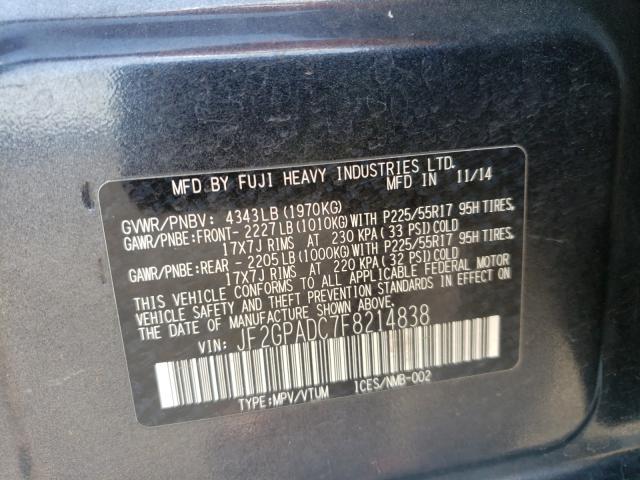 MFD BY FUJI HEAVY INDUSTRIES LTD.
MFD IN 11/14
GVWR/PNBV: 4343LB(1970KG)
GAWR/PNBE:FRONT- 2227LB(1010KG)WITH P225/55R17 95H TIRES,
17X7J RIMS AT 230 KPA(33 PSI)COLD
GAWR/PNBE:REAR - 2205LB(1000KG)WITH P225/55R17 95H TIRES,
17X7J RIMS AT 220 KPA(32 PSI)COLD
THIS VEHICLE CONFORMS TO ALL APPLICABLE FEDERAL MOTOR
VEHICLE SAFETY AND THEFT PREVENTION STANDARDS IN EFFECT ON
THE DATE OF MANUFACTURE SHOWN ABOVE.
VIN: JF2GPADC7F8214838
TYPE:MPV/VTUM ICES/NMB-002